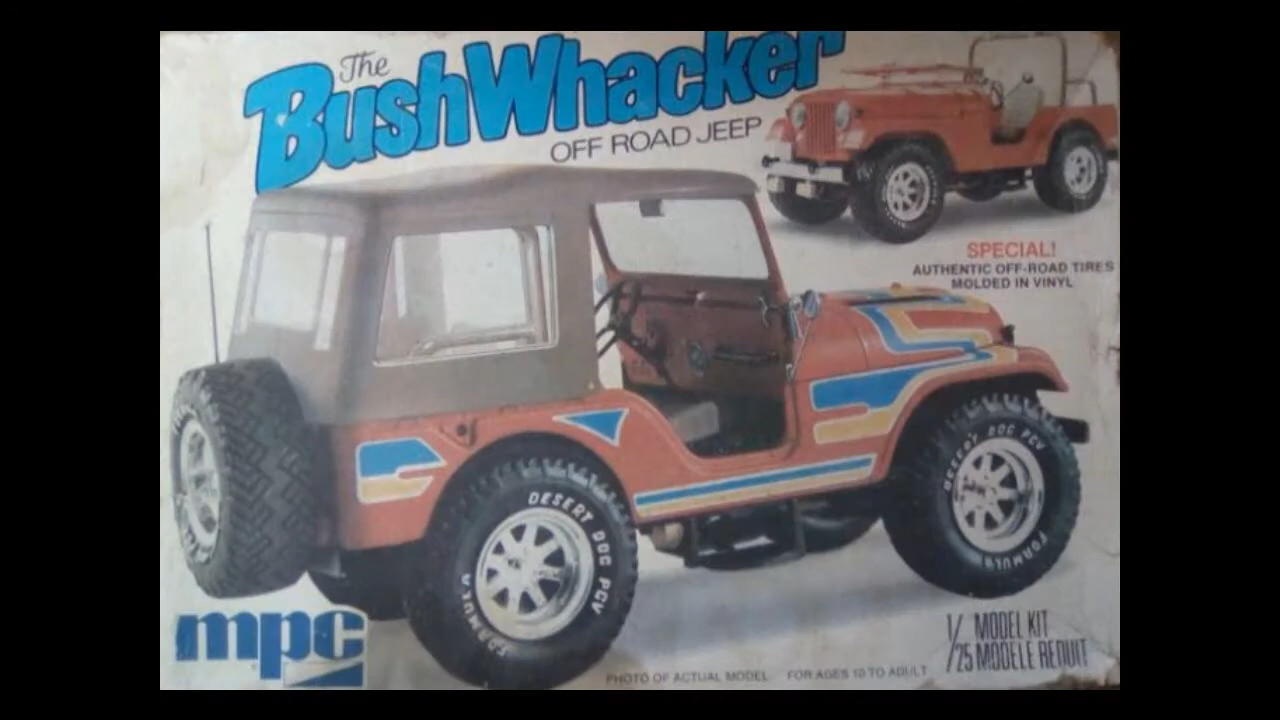 The
BushWhacker
OFF ROAD JEEP
SPECIAL!
AUTHENTIC OFF-ROAD TIRES
MOLDED IN VINYL
DESERT DOG PCV
FORMULA
DESERT DOG PCV
FORMULA
mpc
1/25 MODEL KIT
MODELE REDUIT
PHOTO OF ACTUAL MODEL FOR AGES 10 TO ADULT